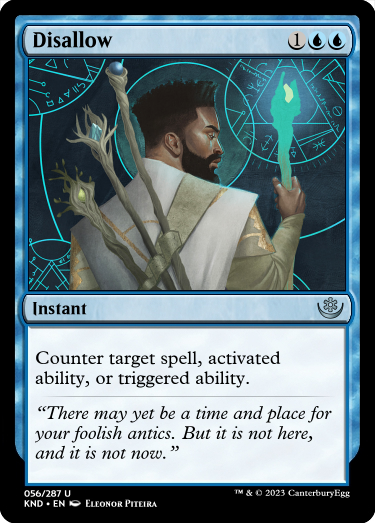 Disallow 1
Instant
Counter target spell, activated
ability, or triggered ability.
“There may yet be a time and place for
your foolish antics. But it is not here,
and it is not now.”
056/287 U
KND • EN Eleonor Piteira ™ & © 2023 CanterburyEgg